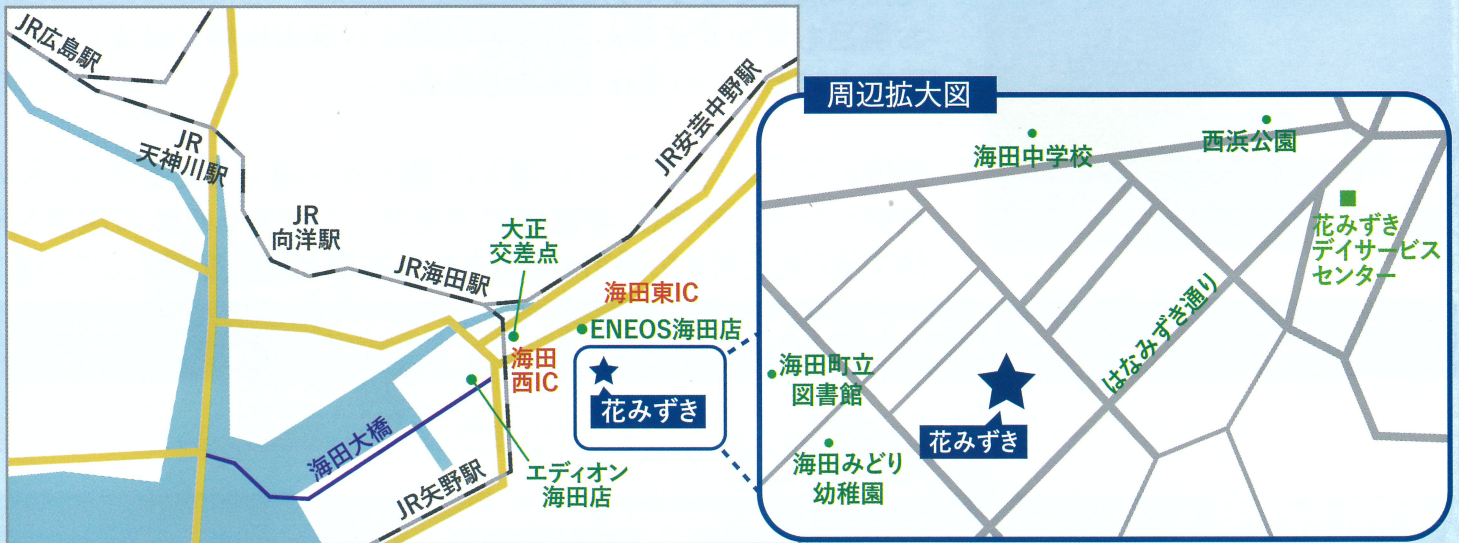 JR広島駅
JR
天神川駅
JR
向洋駅
JR海田駅
JR安芸中野駅
大正
交差点
海田東IC
ENEOS海田店
海田
西IC
花みずき
海田大橋
JR矢野駅
エディオン
海田店
周辺拡大図
海田中学校
西浜公園
花みずき
デイサービス
センター
はなみずき通り
海田町立
図書館
花みずき
海田みどり
幼稚園